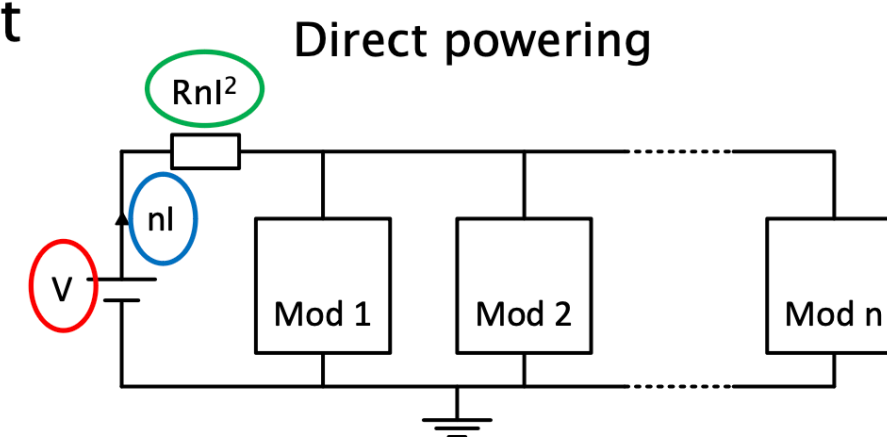 t
Direct powering
RnI²
nI
V
Mod 1
Mod 2
Mod n